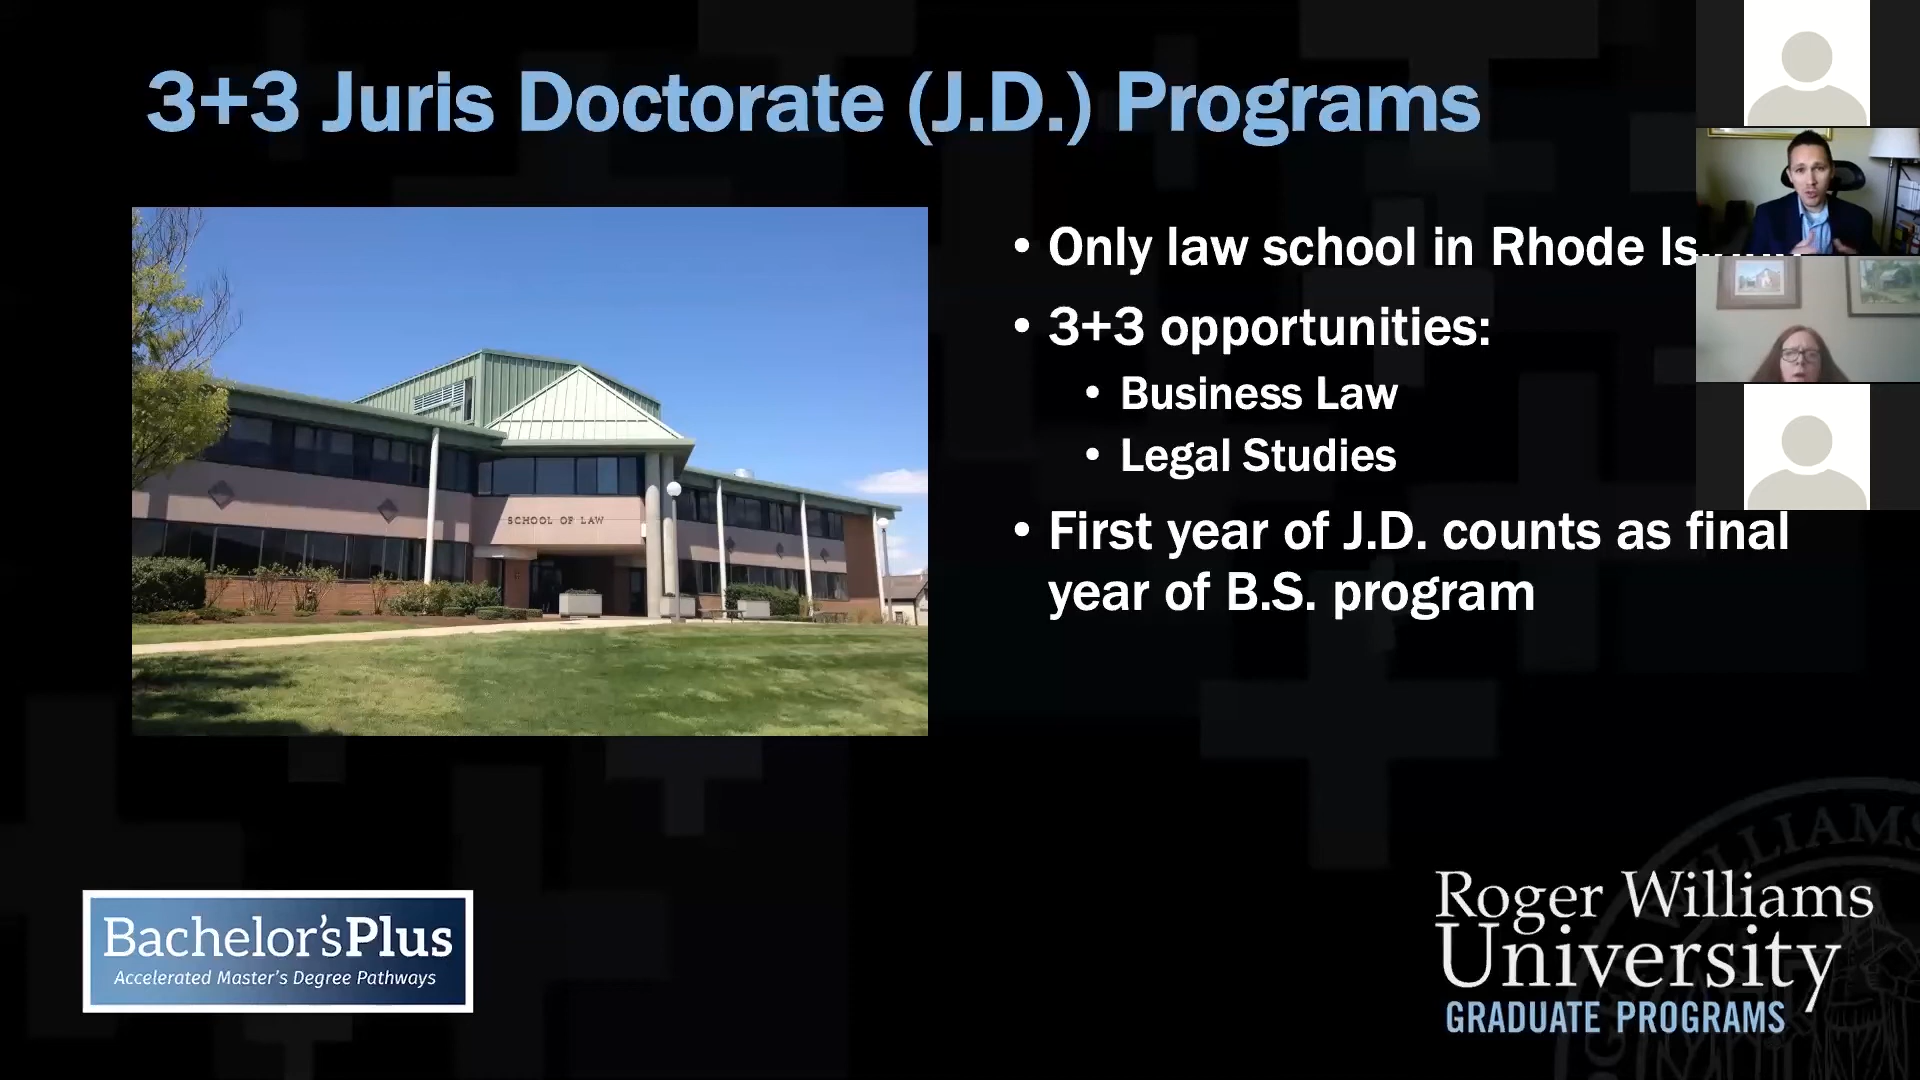 3+3 Juris Doctorate (J.D.) Programs
• Only law school in Rhode
• 3+3 opportunities:
• Business Law
• Legal Studies
• First year of J.D. counts as final
year of B.S. program
SCHOOL OF LAW
Bachelor'sPlus
Accelerated Master's Degree Pathways
Roger Williams
University
GRADUATE PROGRAMS
WILLIAMS